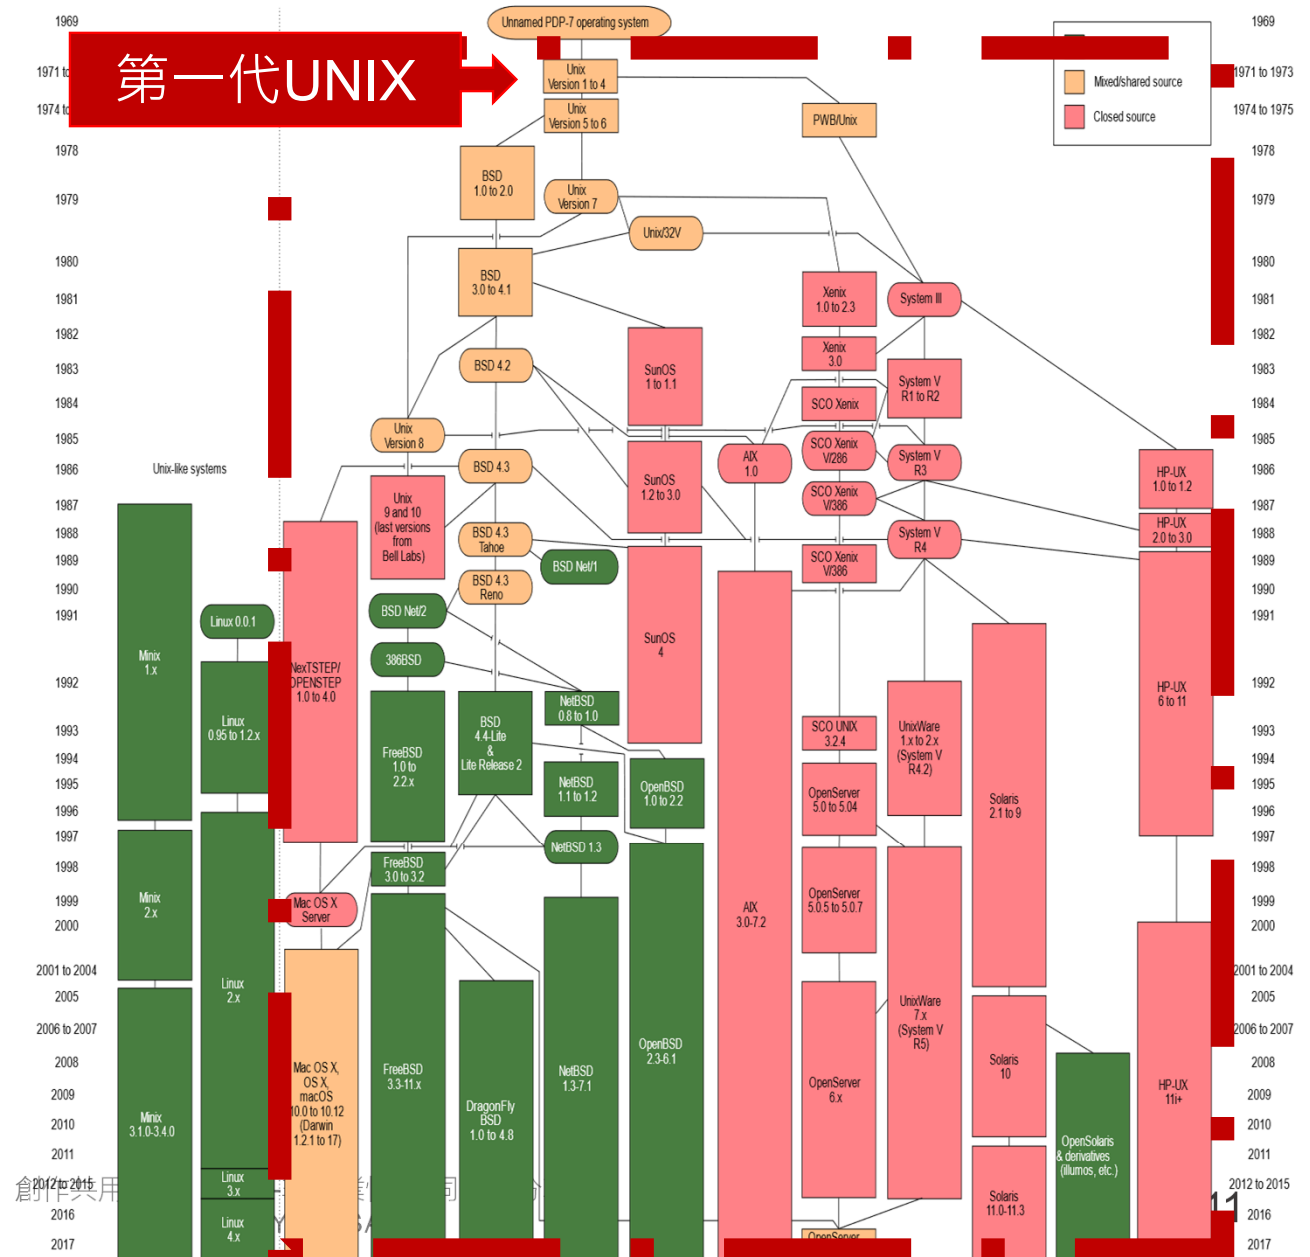 1969
Unnamed PDP-7 operating system
1969
第一代UNIX
1971 to
Unix
Version 1 to 4
1971 to 1973
Mixed/shared source
1974 to
Unix
Version 5 to 6
PWB/Unix
Closed source
1974 to 1975
1978
BSD
1.0 to 2.0
1978
1979
Unix
Version 7
1979
Unix/32V
1980
BSD
3.0 to 4.1
1980
1981
Xenix
1.0 to 2.3
System III
1981
1982
Xenix
3.0
1982
1983
BSD 4.2
SunOS
1 to 1.1
System V
R1 to R2
1983
1984
SCO Xenix
1984
1985
Unix
Version 8
SCO Xenix
V/286
1985
Unix-like systems
1986
BSD 4.3
SunOS
1.2 to 3.0
AIX
1.0
System V
R3
HP-UX
1.0 to 1.2
1986
1987
Unix
9 and 10
(last versions
from
Bell Labs)
SCO Xenix
V/386
1987
1988
BSD 4.3
Tahoe
System V
R4
HP-UX
2.0 to 3.0
1988
1989
BSD Net/1
SCO Xenix
V/386
1989
1990
BSD 4.3
Reno
1990
1991
Linux 0.0.1
BSD Net/2
1991
Minix
1.x
386BSD
SunOS
4
NexTSTEP/
OPENSTEP
1.0 to 4.0
1992
NetBSD
0.8 to 1.0
HP-UX
6 to 11
1992
1993
Linux
0.95 to 1.2.x
BSD
4.4-Lite
&
Lite Release 2
SCO UNIX
3.2.4
UnixWare
1.x to 2.x
(System V
R4.2)
1993
1994
FreeBSD
1.0 to
2.2.x
1994
1995
NetBSD
1.1 to 1.2
OpenBSD
1.0 to 2.2
OpenServer
5.0 to 5.04
Solaris
2.1 to 9
1995
1996
1996
1997
NetBSD 1.3
1997
1998
FreeBSD
3.0 to 3.2
1998
1999
Minix
2.x
Mac OS X
Server
OpenServer
5.0.5 to 5.0.7
AIX
3.0-7.2
1999
2000
2000
2001 to 2004
Linux
2.x
2001 to 2004
2005
UnixWare
7.x
(System V
R5)
2005
2006 to 2007
OpenBSD
2.3-6.1
2006 to 2007
2008
Mac OS X,
OS X,
macOS
10.0 to 10.12
(Darwin
1.2.1 to 17)
FreeBSD
3.3-11.x
NetBSD
1.3-7.1
Solaris
10
2008
2009
OpenServer
6.x
HP-UX
11i+
2009
2010
Minix
3.1.0-3.4.0
DragonFly
BSD
1.0 to 4.8
2010
2011
OpenSolaris
& derivatives
(illumos, etc.)
2011
2012 to 2015
Linux
3.x
Solaris
11.0-11.3
2012 to 2015
創作共用
同
11
2016
Linux
4.x
2016
2017
OpenServer
2017